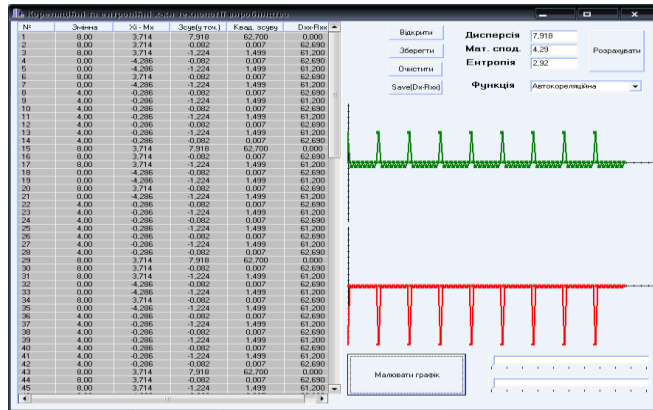 Кореляційні та ентропійні х-ки технології виробництва
№ Змінна Xi - Mx Зсув(у точ.) Квад. зсуву Dxx-Rxx
1 8,00 3,714 7,918 62,700 0,000
2 8,00 3,714 -0,082 0,007 62,690
3 8,00 3,714 -1,224 1,499 61,200
4 0,00 -4,286 -0,082 0,007 62,690
5 0,00 -4,286 -1,224 1,499 61,200
6 8,00 3,714 -0,082 0,007 62,690
7 0,00 -4,286 -1,224 1,499 61,200
8 4,00 -0,286 -0,082 0,007 62,690
9 4,00 -0,286 -1,224 1,499 61,200
10 4,00 -0,286 -0,082 0,007 62,690
11 4,00 -0,286 -1,224 1,499 61,200
12 4,00 -0,286 -0,082 0,007 62,690
13 4,00 -0,286 -1,224 1,499 61,200
14 4,00 -0,286 -0,082 0,007 62,690
15 8,00 3,714 7,918 62,700 0,000
16 8,00 3,714 -0,082 0,007 62,690
17 8,00 3,714 -1,224 1,499 61,200
18 0,00 -4,286 -0,082 0,007 62,690
19 0,00 -4,286 -1,224 1,499 61,200
20 8,00 3,714 -0,082 0,007 62,690
21 0,00 -4,286 -1,224 1,499 61,200
22 4,00 -0,286 -0,082 0,007 62,690
23 4,00 -0,286 -1,224 1,499 61,200
24 4,00 -0,286 -0,082 0,007 62,690
25 4,00 -0,286 -1,224 1,499 61,200
26 4,00 -0,286 -0,082 0,007 62,690
27 4,00 -0,286 -1,224 1,499 61,200
28 4,00 -0,286 -0,082 0,007 62,690
29 8,00 3,714 7,918 62,700 0,000
30 8,00 3,714 -0,082 0,007 62,690
31 8,00 3,714 -1,224 1,499 61,200
32 0,00 -4,286 -0,082 0,007 62,690
33 0,00 -4,286 -1,224 1,499 61,200
34 8,00 3,714 -0,082 0,007 62,690
35 0,00 -4,286 -1,224 1,499 61,200
36 4,00 -0,286 -0,082 0,007 62,690
37 4,00 -0,286 -1,224 1,499 61,200
38 4,00 -0,286 -0,082 0,007 62,690
39 4,00 -0,286 -1,224 1,499 61,200
40 4,00 -0,286 -0,082 0,007 62,690
41 4,00 -0,286 -1,224 1,499 61,200
42 4,00 -0,286 -0,082 0,007 62,690
43 8,00 3,714 7,918 62,700 0,000
44 8,00 3,714 -0,082 0,007 62,690
45 8,00 3,714 -1,224 1,499 61,200
Відкрити
Зберегти
Очистити
Save(Dx-Rxx)
Дисперсія 7,918
Мат. спод. 4,29
Ентропія 2,92
Розрахувати
Функція Автокореляційна
Малювати графік